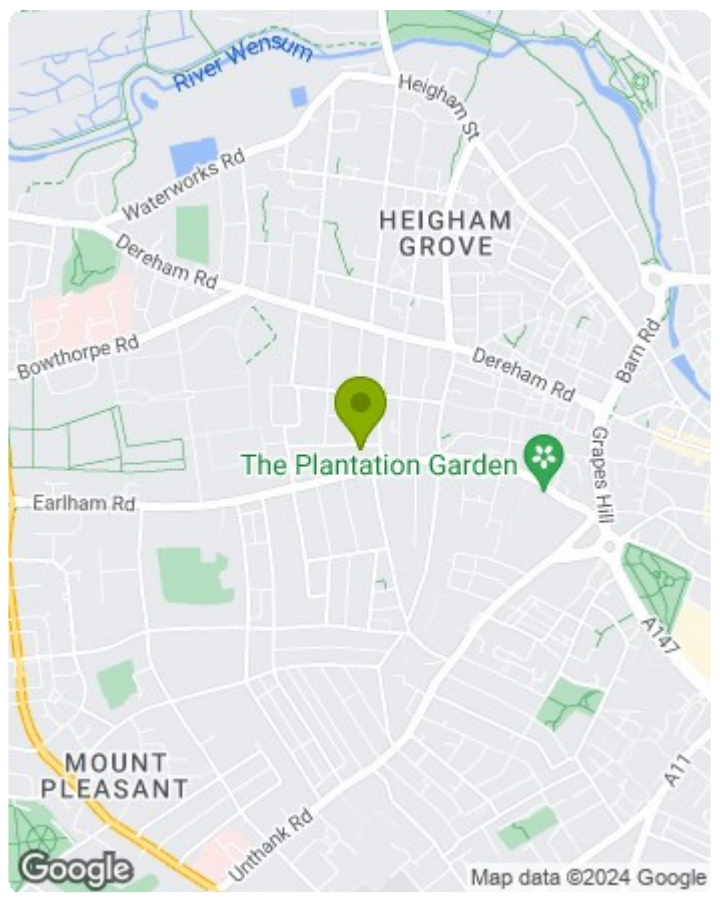 River Wensum
Heigham St
Waterworks Rd
HEIGHAM
GROVE
Dereham Rd
Barn Rd
Bowthorpe Rd
Dereham Rd
Grapes Hill
The Plantation Garden
Earlham Rd
A147
MOUNT
PLEASANT
A11
Unthank Rd
Google
Map data ©2024 Google